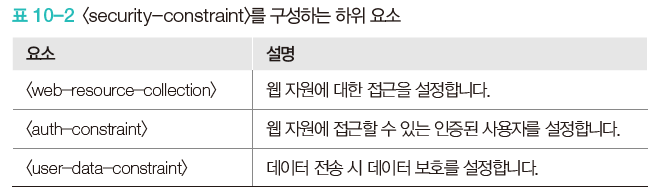 표 10-2 〈security-constraint〉를 구성하는 하위 요소
요소 설명
〈web-resource-collection〉 웹 자원에 대한 접근을 설정합니다.
〈auth-constraint〉 웹 자원에 접근할 수 있는 인증된 사용자를 설정합니다.
〈user-data-constraint〉 데이터 전송 시 데이터 보호를 설정합니다.